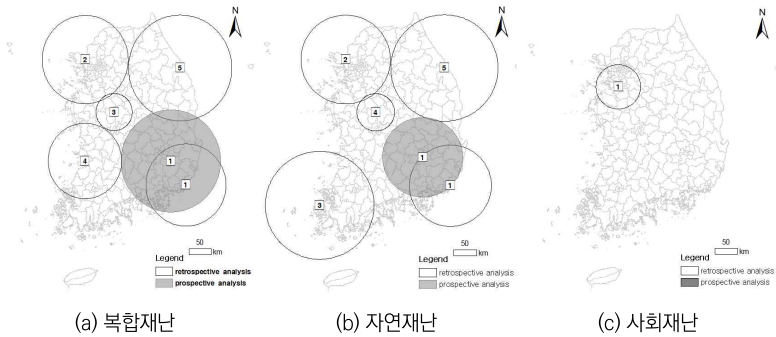 N
2
5
3
4
1
1
50
km
Legend
retrospective analysis
prospective analysis
(a) 복합재난
N
2
5
4
1
1
3
50
km
Legend
retrospective analysis
prospective analysis
(b) 자연재난
N
1
50
km
Legend
retrospective analysis
prospective analysis
(c) 사회재난